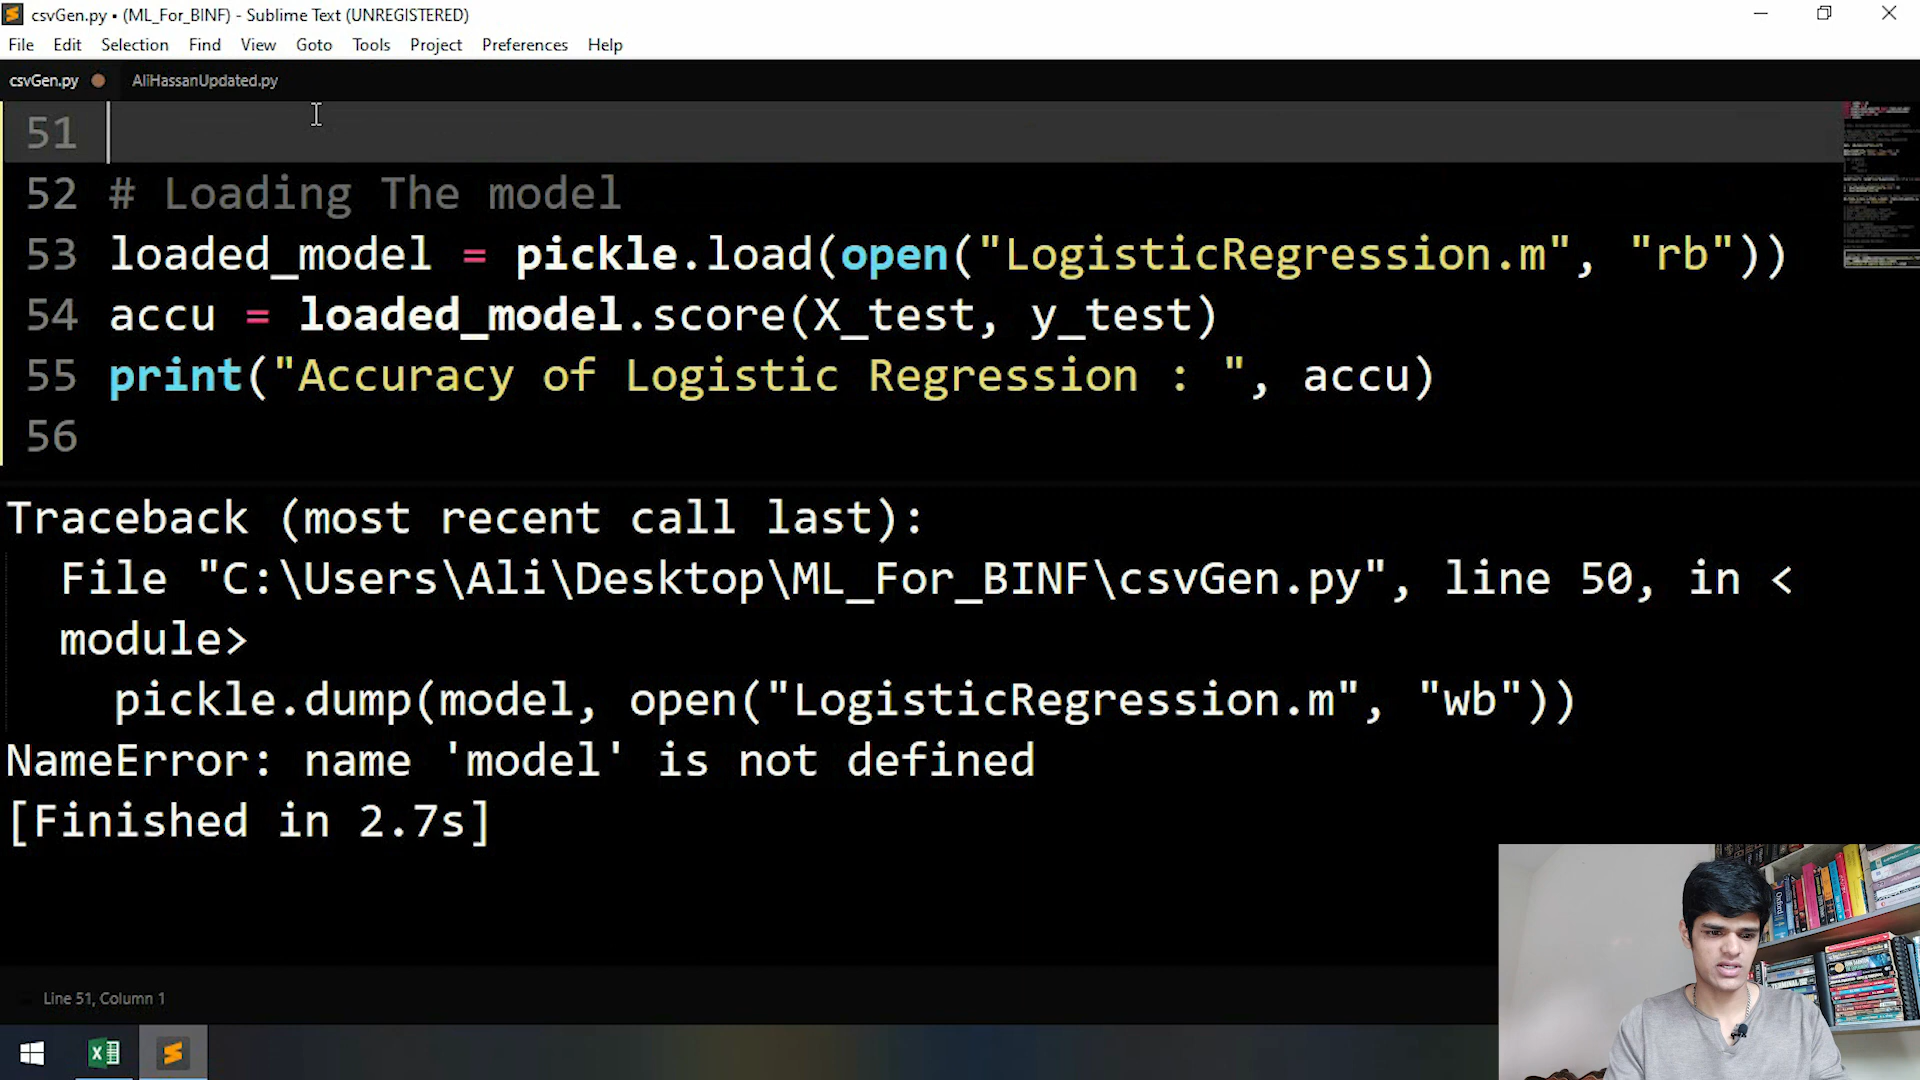 csvGen.py • (ML_For_BINF) - Sublime Text (UNREGISTERED)
File Edit Selection Find View Goto Tools Project Preferences Help
csvGen.py AliHassanUpdated.py
51
52 # Loading The model
53 loaded_model = pickle.load(open("LogisticRegression.m", "rb"))
54 accu = loaded_model.score(X_test, y_test)
55 print("Accuracy of Logistic Regression : ", accu)
56
Traceback (most recent call last):
File "C:\Users\Ali\Desktop\ML_For_BINF\csvGen.py", line 50, in <
module>
pickle.dump(model, open("LogisticRegression.m", "wb"))
NameError: name 'model' is not defined
[Finished in 2.7s]
Line 51, Column 1